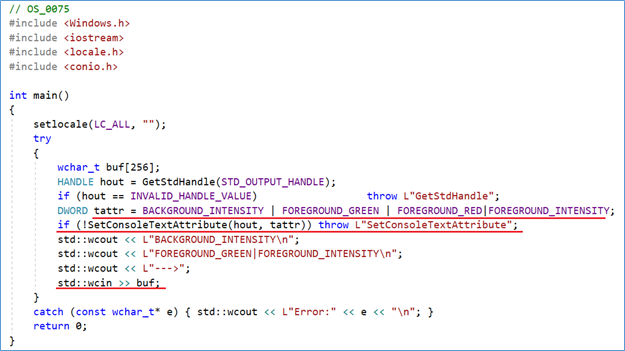 // OS_0075
#include <Windows.h>
#include <iostream>
#include <locale.h>
#include <conio.h>
int main()
{
setlocale(LC_ALL, "");
try
{
wchar_t buf[256];
HANDLE hout = GetStdHandle(STD_OUTPUT_HANDLE);
if (hout == INVALID_HANDLE_VALUE) throw L"GetStdHandle";
DWORD tattr = BACKGROUND_INTENSITY | FOREGROUND_GREEN | FOREGROUND_RED|FOREGROUND_INTENSITY;
if (!SetConsoleTextAttribute(hout, tattr)) throw L"SetConsoleTextAttribute";
std::wcout << L"BACKGROUND_INTENSITY\n";
std::wcout << L"FOREGROUND_GREEN|FOREGROUND_INTENSITY\n";
std::wcout << L"--->";
std::wcin >> buf;
}
catch (const wchar_t* e) { std::wcout << L"Error:" << e << "\n"; }
return 0;
}